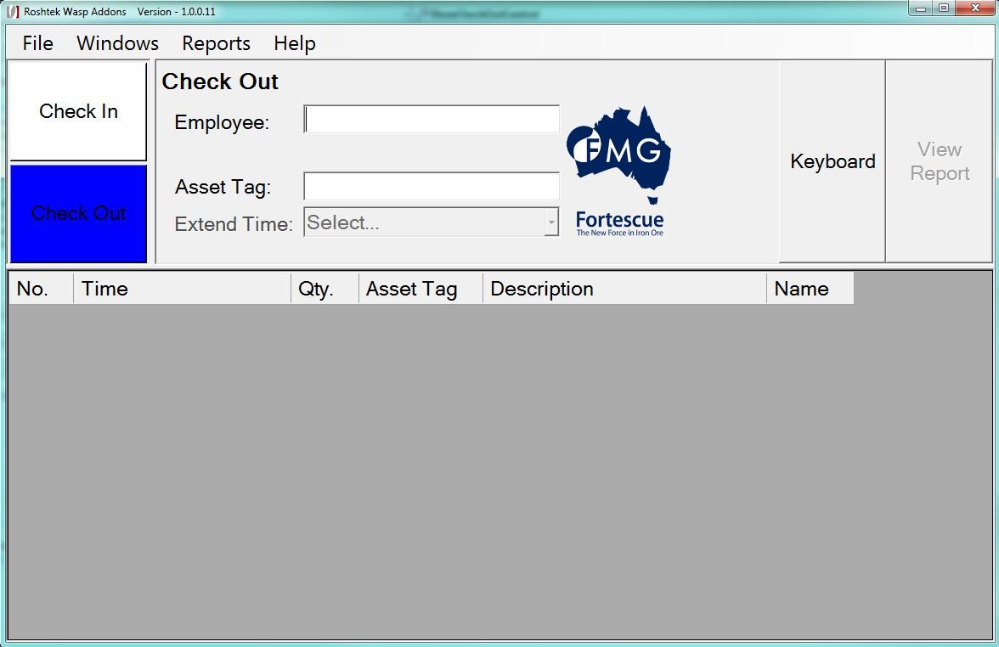 Roshtek Wasp Addons Version - 1.0.0.11
File Windows Reports Help
Check In
Check Out
Check Out
Employee:
Asset Tag:
Extend Time: Select...
FMG
Fortescue
The New Force in Iron Ore
Keyboard
View
Report
No. Time Qty. Asset Tag Description Name